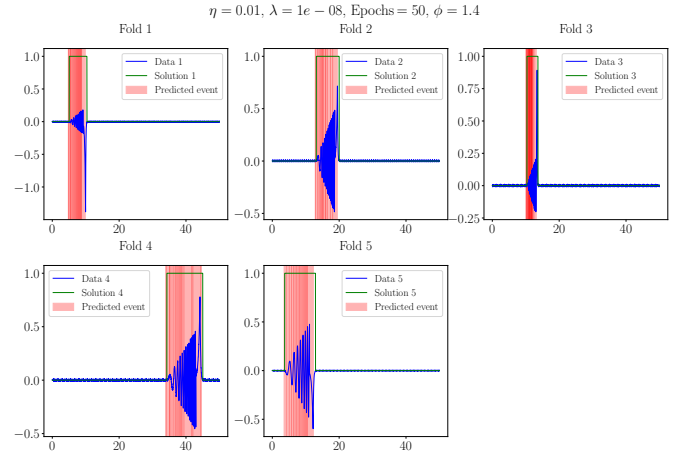 η = 0.01, λ = 1e − 08, Epochs = 50, ϕ = 1.4
Fold 1
Fold 2
Fold 3
1.0
0.5
0.0
−0.5
−1.0
0
20
40
Data 1
Solution 1
Predicted event
1.0
0.5
0.0
−0.5
0
20
40
Data 2
Solution 2
Predicted event
1.00
0.75
0.50
0.25
0.00
−0.25
0
20
40
Data 3
Solution 3
Predicted event
Fold 4
Fold 5
1.0
0.5
0.0
−0.5
0
20
40
Data 4
Solution 4
Predicted event
1.0
0.5
0.0
−0.5
0
20
40
Data 5
Solution 5
Predicted event